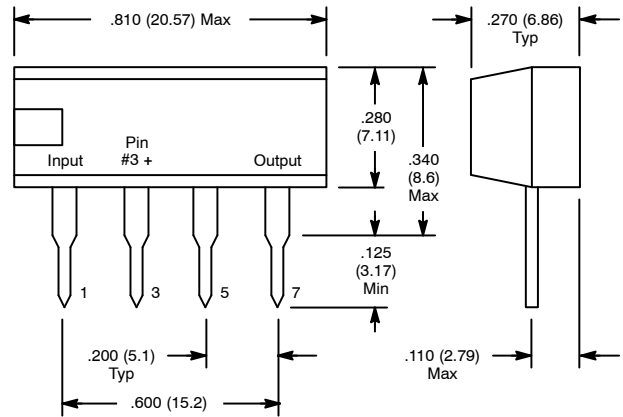 .810 (20.57) Max
.270 (6.86)
Typ
Input
Pin
#3 +
Output
.280
(7.11)
.340
(8.6)
Max
.125
(3.17)
Min
1
3
5
7
.200 (5.1)
Typ
.110 (2.79)
Max
.600 (15.2)